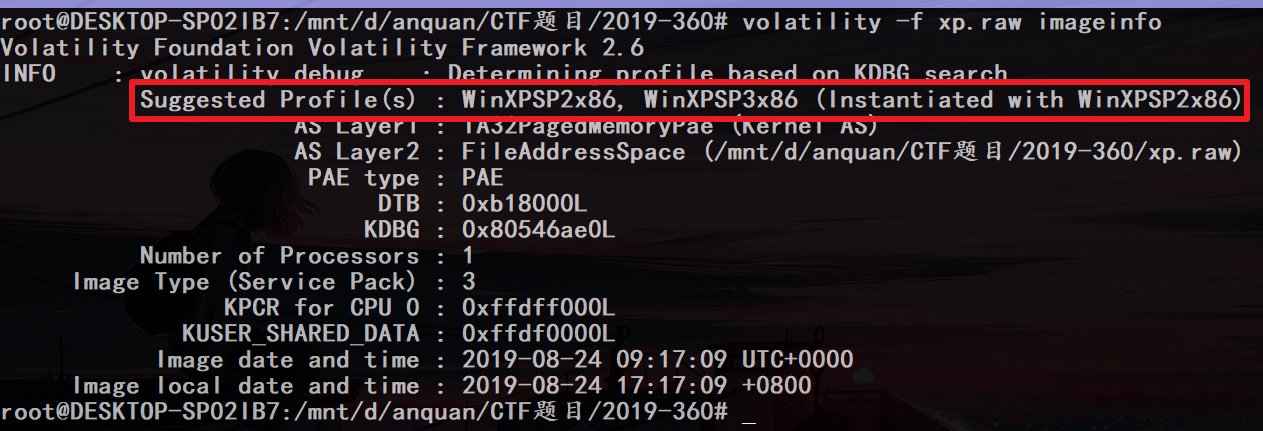 root@DESKTOP-SPO2IB7:/mnt/d/anquan/CTF题目/2019-360# volatility -f xp.raw imageinfo
Volatility Foundation Volatility Framework 2.6
INFO    : volatility.debug    : Determining profile based on KDBG search...
Suggested Profile(s) : WinXPSP2x86, WinXPSP3x86 (Instantiated with WinXPSP2x86)
AS Layer1 : IA32PagedMemoryPae (Kernel AS)
AS Layer2 : FileAddressSpace (/mnt/d/anquan/CTF题目/2019-360/xp.raw)
PAE type : PAE
DTB : 0xb18000L
KDBG : 0x80546ae0L
Number of Processors : 1
Image Type (Service Pack) : 3
KPCR for CPU 0 : 0xffdff000L
KUSER_SHARED_DATA : 0xffdf0000L
Image date and time : 2019-08-24 09:17:09 UTC+0000
Image local date and time : 2019-08-24 17:17:09 +0800
root@DESKTOP-SPO2IB7:/mnt/d/anquan/CTF题目/2019-360# _